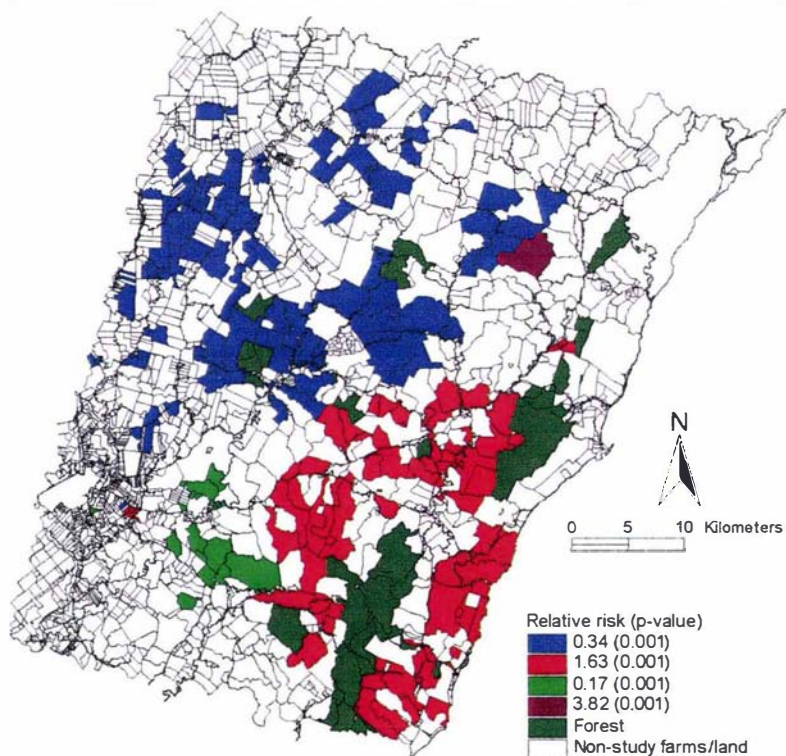 N
0 5 10 Kilometers
Relative risk (p-value)
0.34 (0.001)
1.63 (0.001)
0.17 (0.001)
3.82 (0.001)
Forest
Non-study farms/land